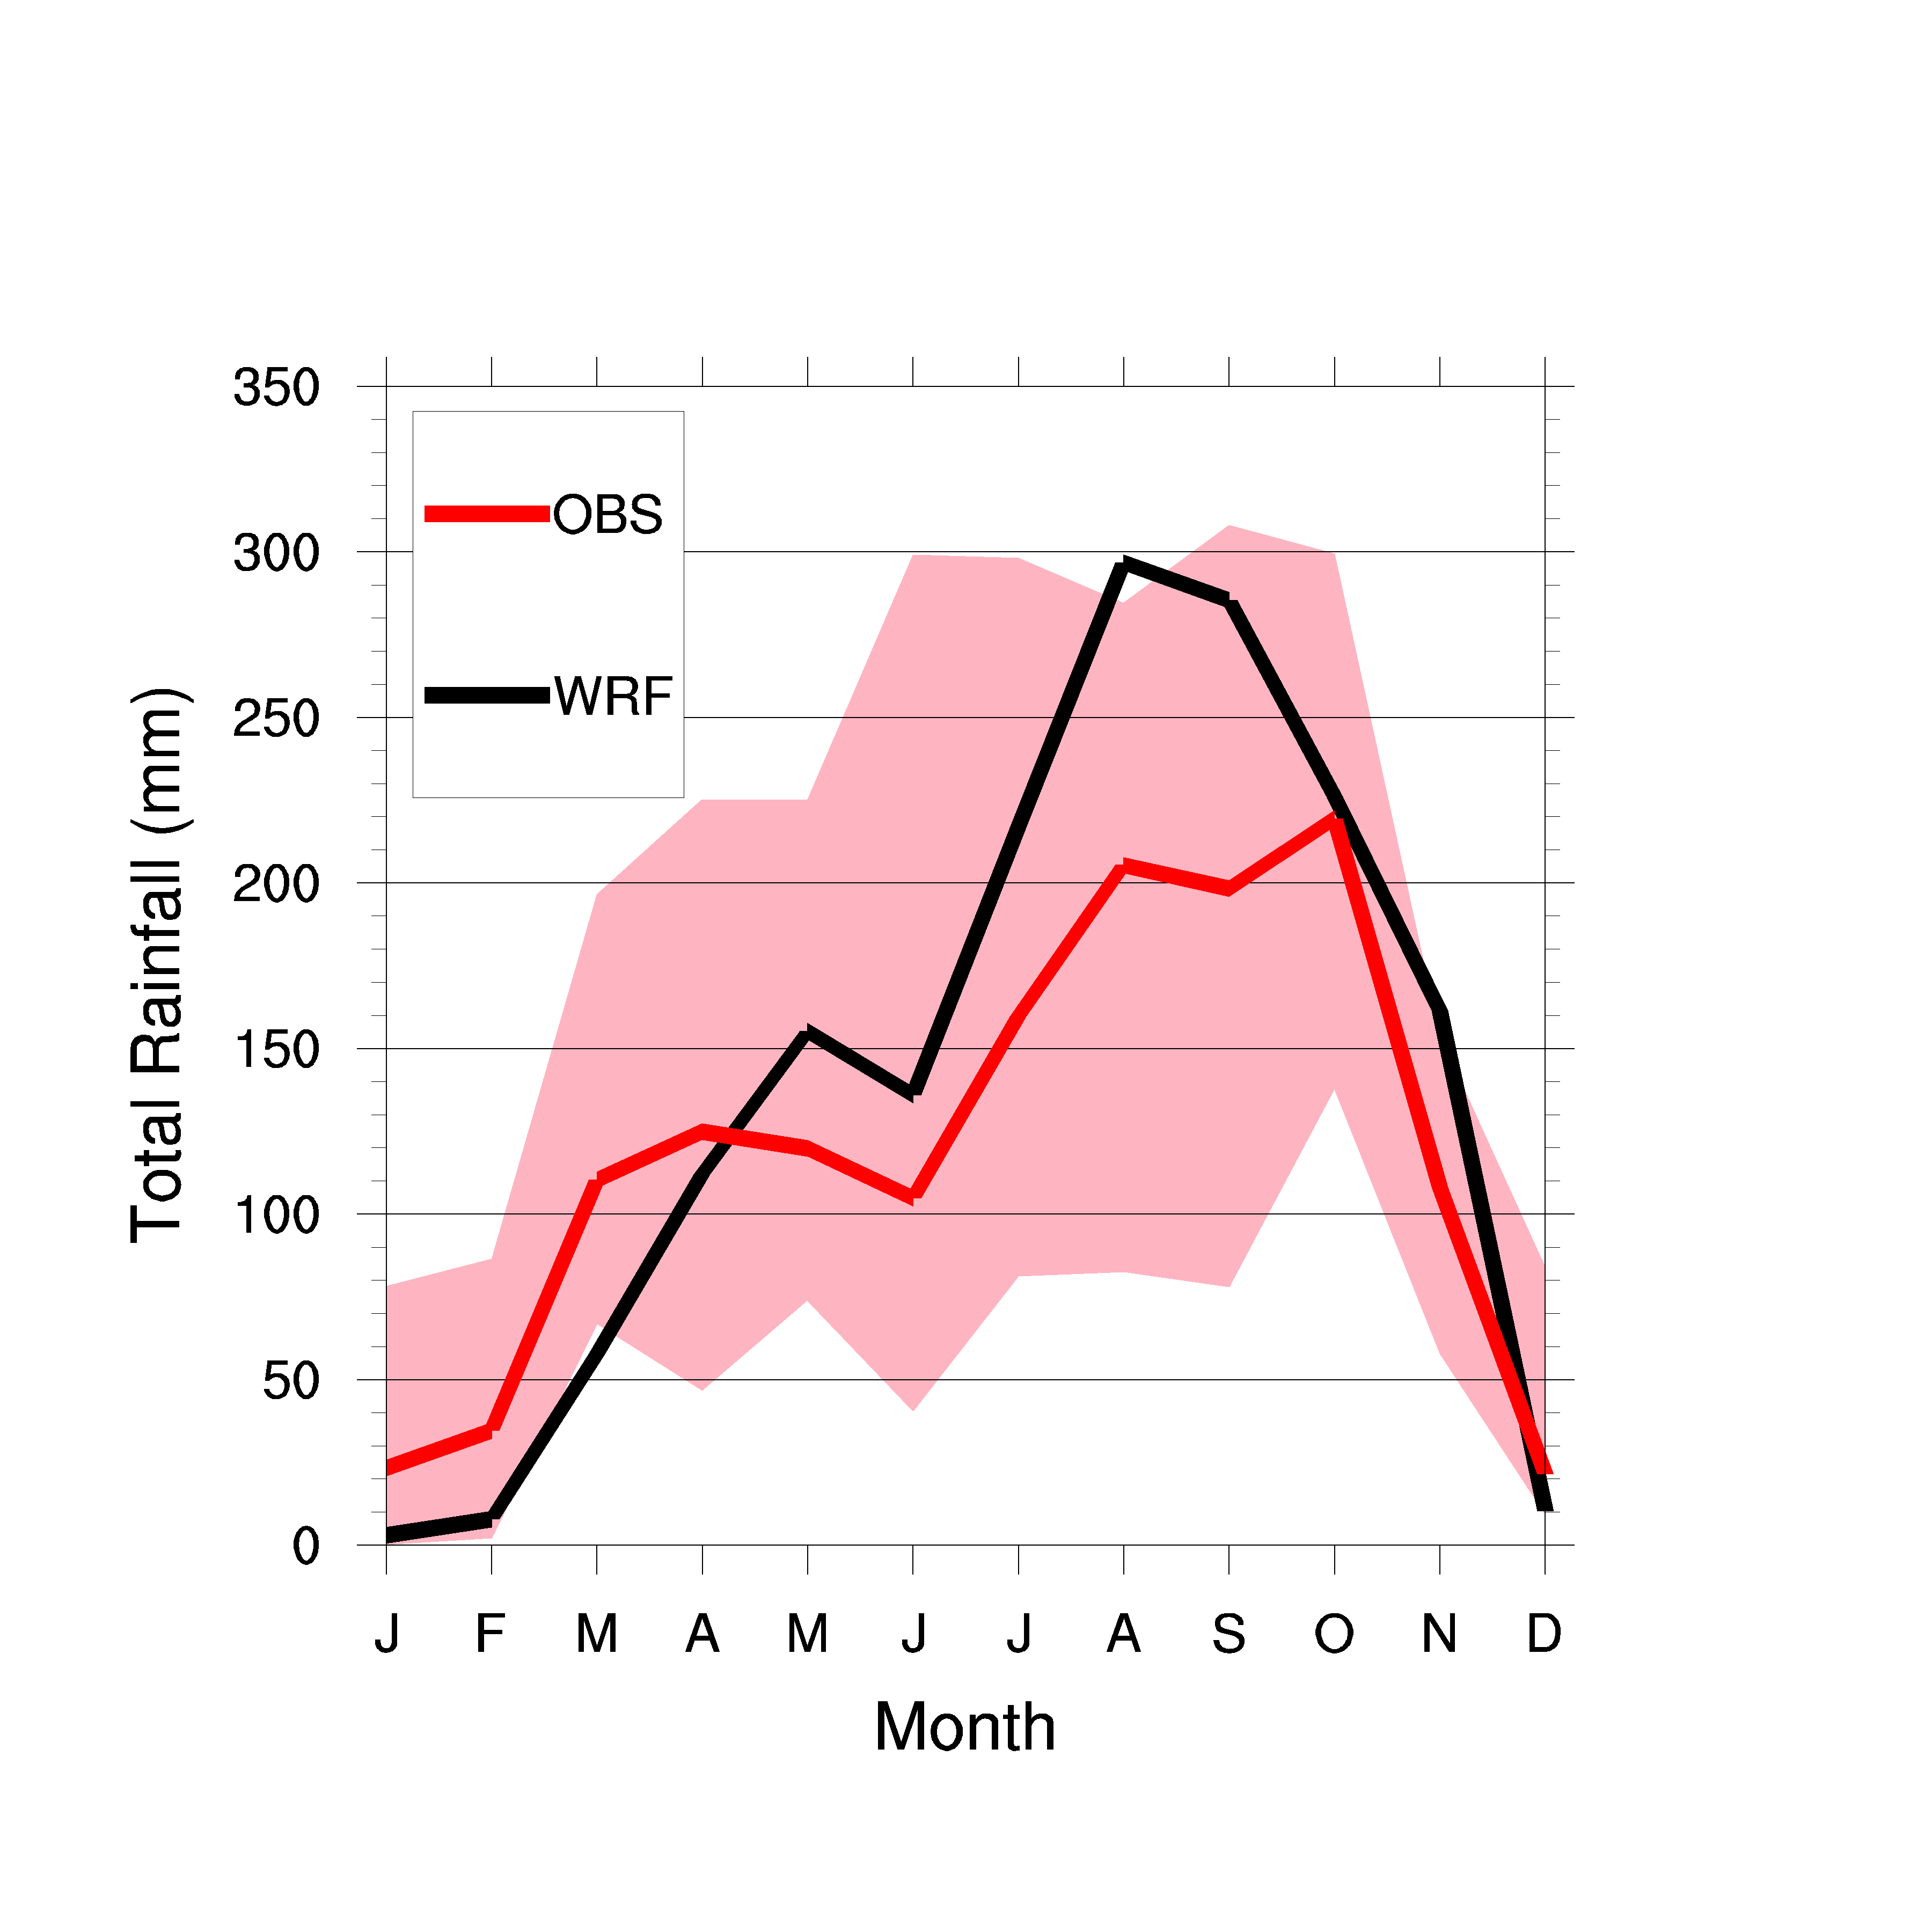 350
300
250
200
150
100
50
0
Total Rainfall (mm)
OBS
WRF
J F M A M J J A S O N D
Month